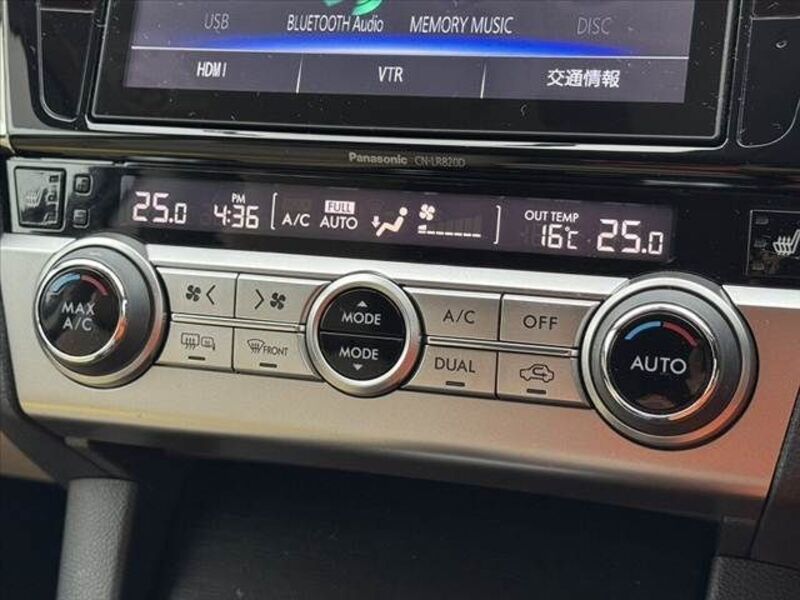 USB BLUETOOTH Audio MEMORY MUSIC DISC
HDMI VTR 交通情報
Panasonic CN-LR820D
25.0 PM 4:36 A/C FULL AUTO OUT TEMP 16℃ 25.0
MAX A/C
MODE
MODE
A/C OFF
FRONT
DUAL
AUTO